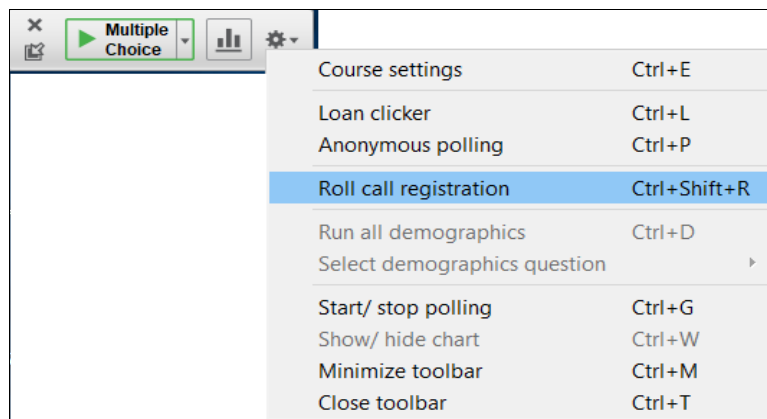 Multiple
Choice
Course settings Ctrl+E
Loan clicker Ctrl+L
Anonymous polling Ctrl+P
Roll call registration Ctrl+Shift+R
Run all demographics Ctrl+D
Select demographics question
Start/ stop polling Ctrl+G
Show/ hide chart Ctrl+W
Minimize toolbar Ctrl+M
Close toolbar Ctrl+T